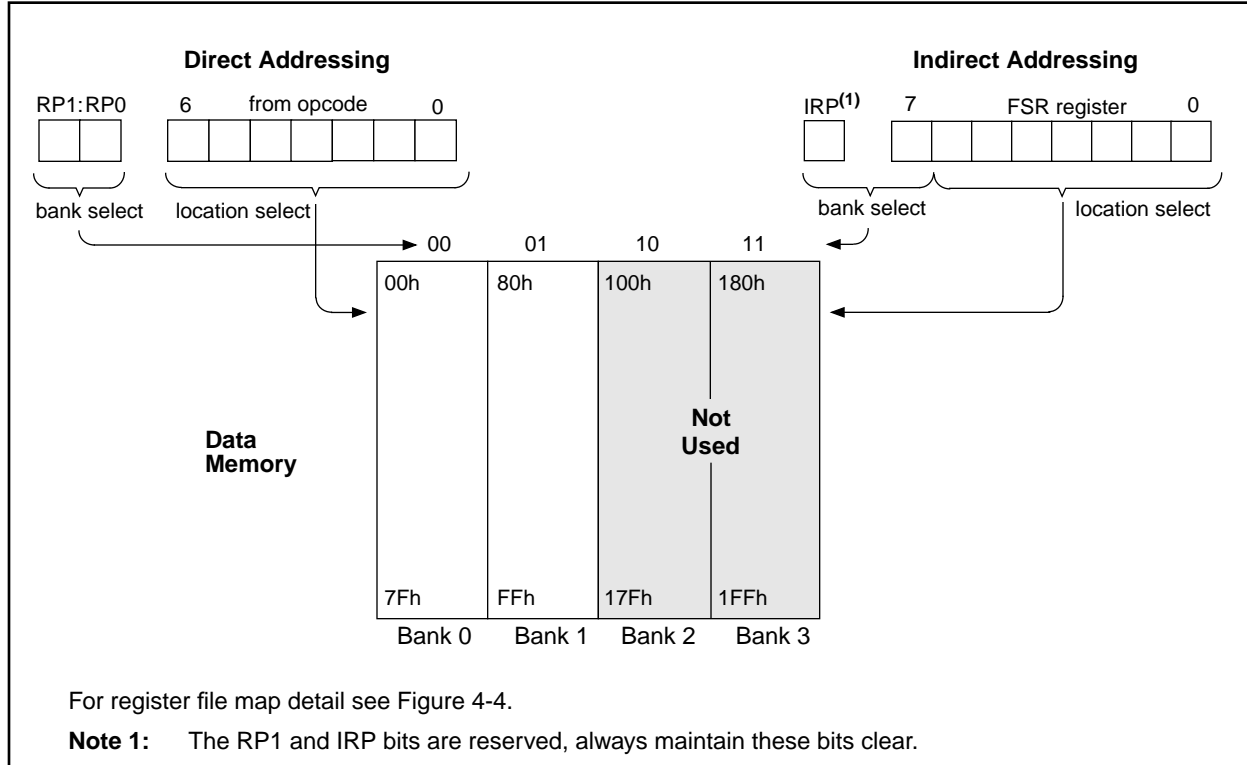 Direct Addressing
RP1:RP0 6 from opcode 0
bank select location select
Indirect Addressing
IRP(1) 7 FSR register 0
bank select location select
00 01 10 11
00h 80h 100h 180h
Data
Memory
Not
Used
7Fh FFh 17Fh 1FFh
Bank 0 Bank 1 Bank 2 Bank 3
For register file map detail see Figure 4-4.
Note 1: The RP1 and IRP bits are reserved, always maintain these bits clear.